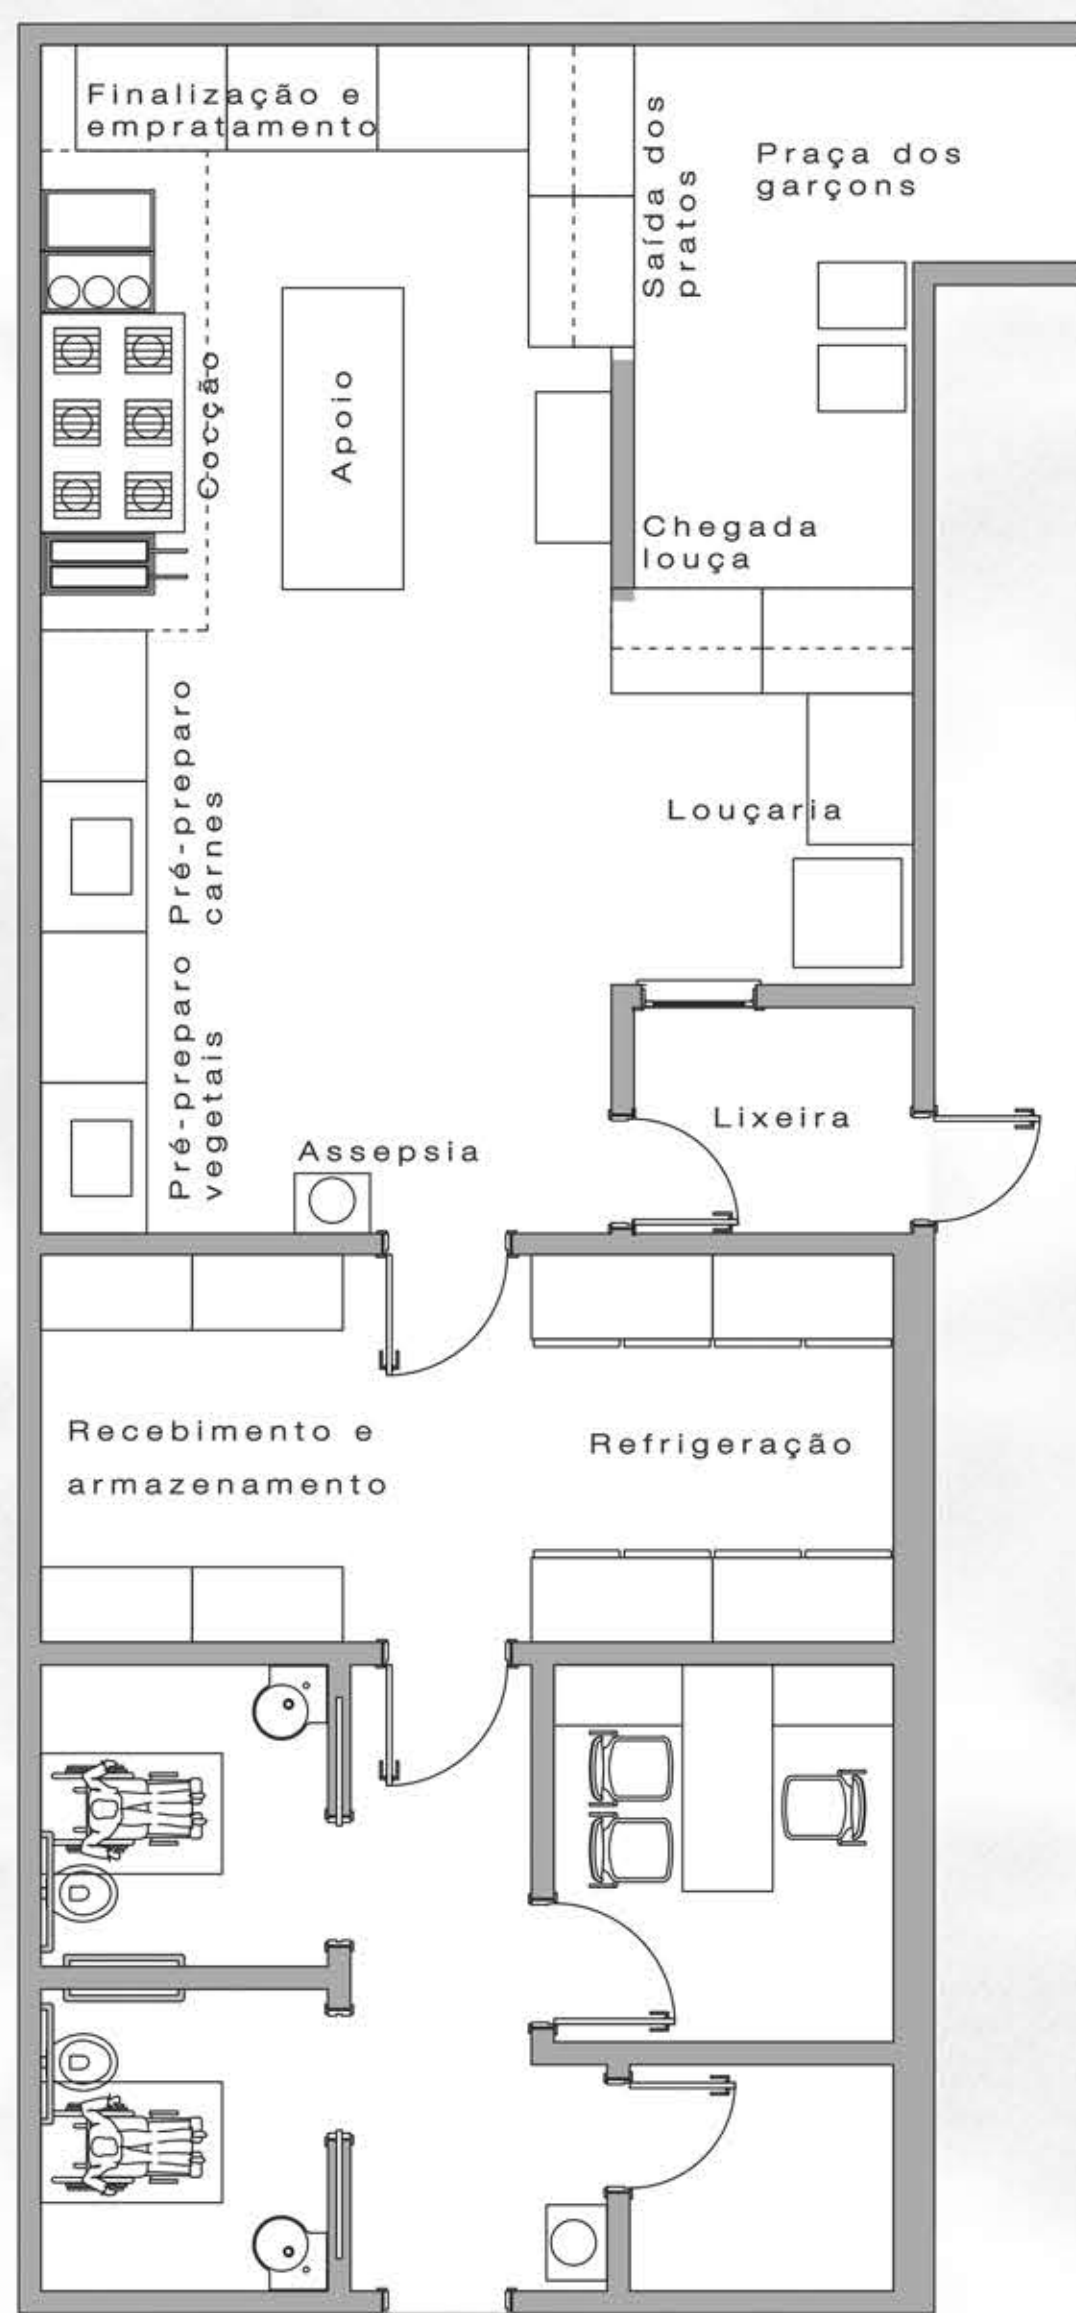 Finalização e
empratamento
Saída dos
pratos
Praça dos
garçons
Cocção
Apoio
Chegada
louça
Pré-preparo
carnes
Louçaria
Pré-preparo
vegetais
Lixeira
Assepsia
Recebimento e
armazenamento
Refrigeração